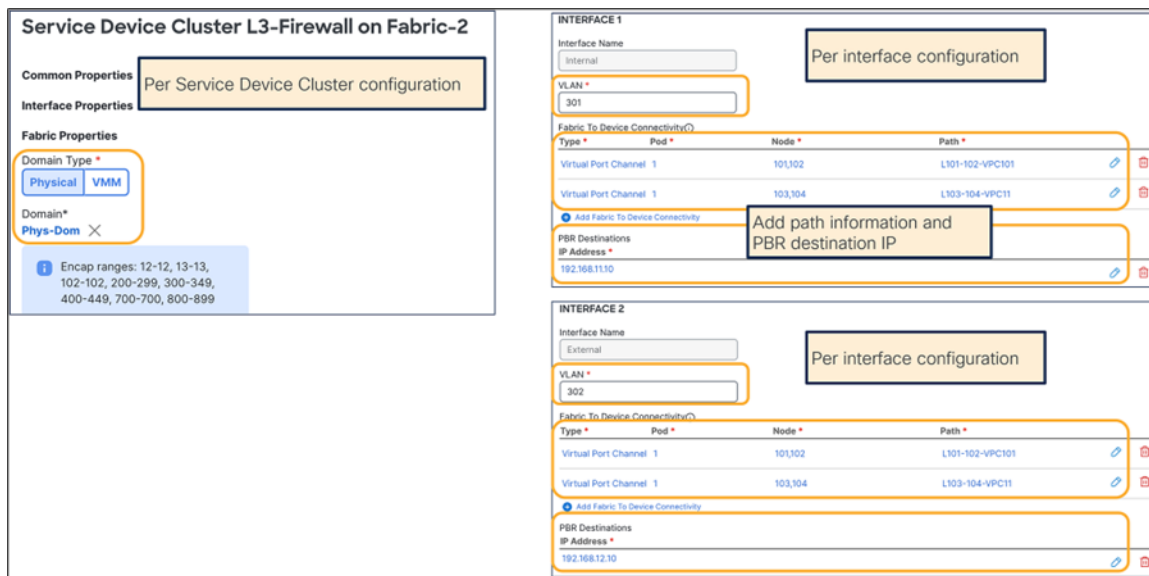 Service Device Cluster L3-Firewall on Fabric-2
Common Properties
Per Service Device Cluster configuration
Interface Properties
Fabric Properties
Domain Type *
Physical VMM
Domain*
Phys-Dom
Encap ranges: 12-12, 13-13,
102-102, 200-299, 300-349,
400-449, 700-700, 800-899
INTERFACE 1
Interface Name
Internal
Per interface configuration
VLAN *
301
Fabric To Device Connectivity
Type * Pod * Node * Path *
Virtual Port Channel 1 101,102 L101-102-VPC101
Virtual Port Channel 1 103,104 L103-104-VPC11
Add Fabric To Device Connectivity
Add path information and
PBR destination IP
PBR Destinations
IP Address *
192.168.11.10
INTERFACE 2
Interface Name
External
Per interface configuration
VLAN *
302
Fabric To Device Connectivity
Type * Pod * Node * Path *
Virtual Port Channel 1 101,102 L101-102-VPC101
Virtual Port Channel 1 103,104 L103-104-VPC11
Add Fabric To Device Connectivity
PBR Destinations
IP Address *
192.168.12.10